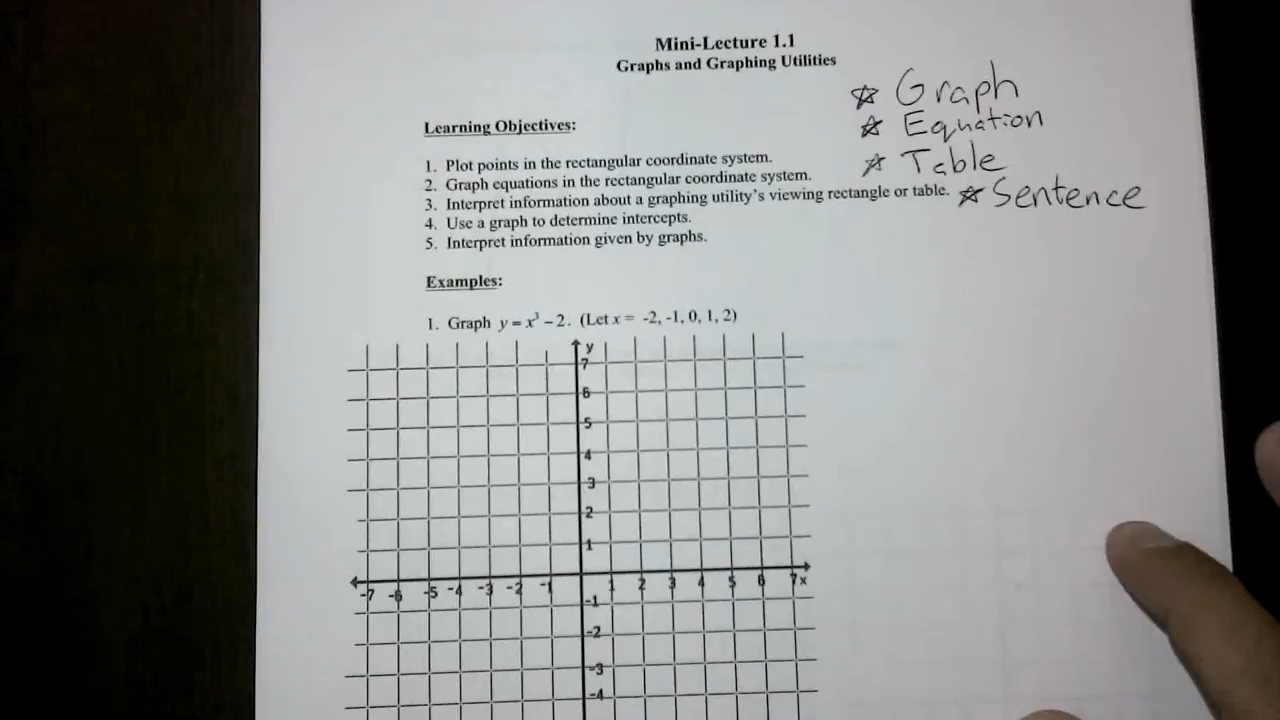 Mini-Lecture 1.1
Graphs and Graphing Utilities
☆ Graph
☆ Equation
☆ Table
☆ Sentence
Learning Objectives:
1. Plot points in the rectangular coordinate system.
2. Graph equations in the rectangular coordinate system.
3. Interpret information about a graphing utility's viewing rectangle or table.
4. Use a graph to determine intercepts.
5. Interpret information given by graphs.
Examples:
1. Graph y = x³ – 2. (Let x = -2, -1, 0, 1, 2)
y
7
6
5
4
3
2
1
-7 -6 -5 -4 -3 -2 -1 1 2 3 4 5 6 7 x
-1
-2
-3
-4